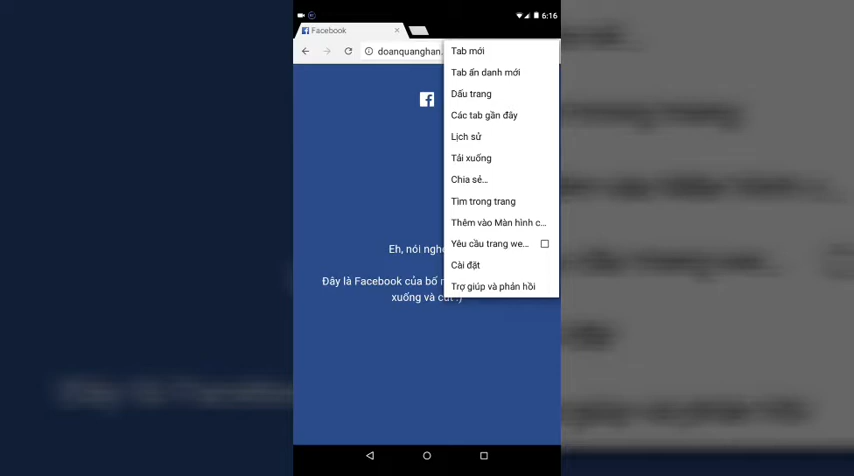 6:16
Facebook
doanquanghan.
Tab mới
Tab ẩn danh mới
Dấu trang
Các tab gần đây
Lịch sử
Tải xuống
Chia sẻ...
Tìm trong trang
Thêm vào Màn hình c...
Yêu cầu trang we...
Cài đặt
Trợ giúp và phản hồi
Eh, nói
Đây là Facebook của bố
xuống và cút :)